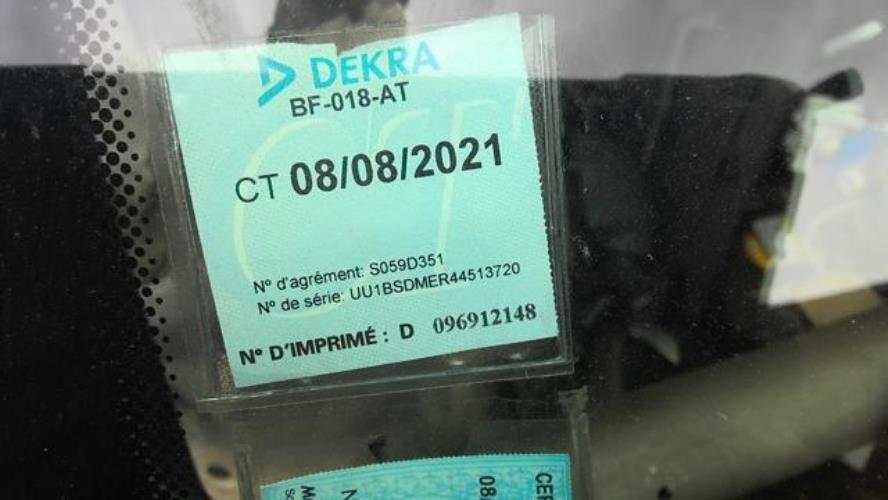 DEKRA
BF-018-AT
CT 08/08/2021
N° d'agrément: S059D351
N° de série: UU1BSDMER44513720
N° D'IMPRIMÉ : D 096912148